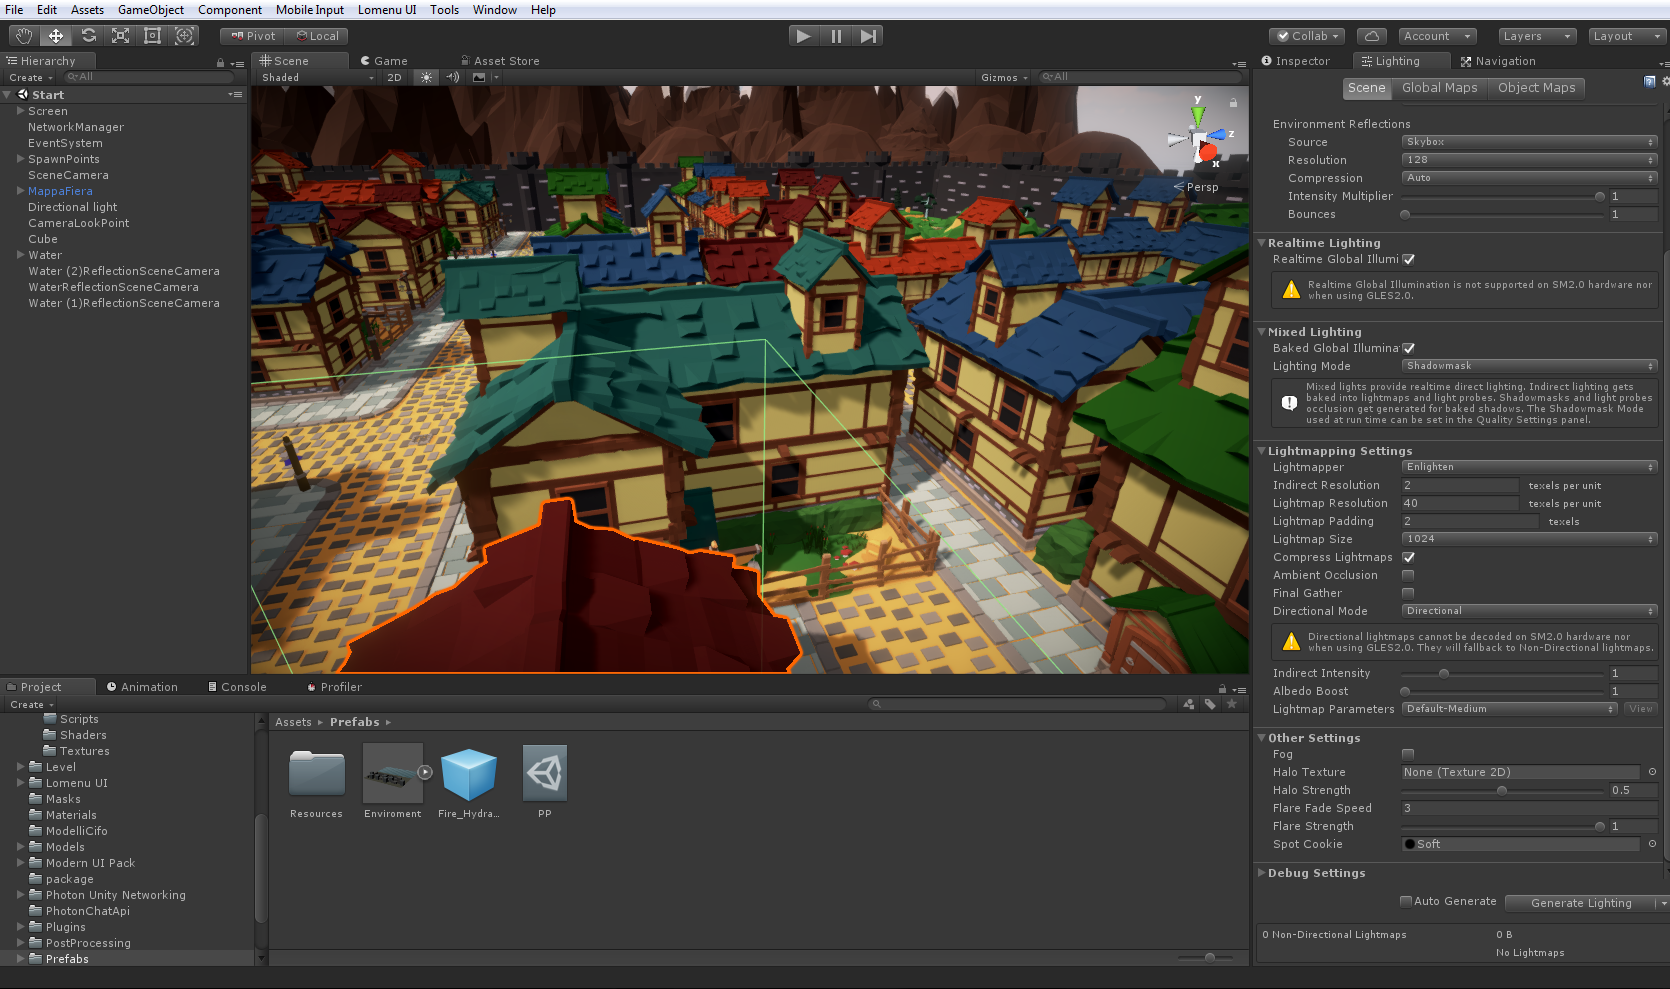 File Edit Assets GameObject Component Mobile Input Lomenu UI Tools Window Help
Pivot Local Collab Account Layers Layout
Hierarchy
Create All
Start
Screen
NetworkManager
EventSystem
SpawnPoints
SceneCamera
MappaFiera
Directional light
CameraLookPoint
Cube
Water
Water (2)ReflectionSceneCamera
WaterReflectionSceneCamera
Water (1)ReflectionSceneCamera
Scene Game Asset Store
Shaded 2D Gizmos All
y
z
x
Persp
Inspector Lighting Navigation
Scene Global Maps Object Maps
Environment Reflections
Source Skybox
Resolution 128
Compression Auto
Intensity Multiplier 1
Bounces 1
Realtime Lighting
Realtime Global Illumi
Realtime Global Illumination is not supported on SM2.0 hardware nor
when using GLES2.0.
Mixed Lighting
Baked Global Illumina
Lighting Mode Shadowmask
Mixed lights provide realtime direct lighting. Indirect lighting gets
baked into lightmaps and light probes. Shadowmasks and light probes
occlusion get generated for baked shadows. The Shadowmask Mode
used at run time can be set in the Quality Settings panel.
Lightmapping Settings
Lightmapper Enlighten
Indirect Resolution 2 texels per unit
Lightmap Resolution 40 texels per unit
Lightmap Padding 2 texels
Lightmap Size 1024
Compress Lightmaps
Ambient Occlusion
Final Gather
Directional Mode Directional
Directional lightmaps cannot be decoded on SM2.0 hardware nor
when using GLES2.0. They will fallback to Non-Directional lightmaps.
Indirect Intensity 1
Albedo Boost 1
Lightmap Parameters Default-Medium View
Other Settings
Fog
Halo Texture None (Texture 2D)
Halo Strength 0.5
Flare Fade Speed 3
Flare Strength 1
Spot Cookie Soft
Debug Settings
Auto Generate Generate Lighting
0 Non-Directional Lightmaps 0 B
No Lightmaps
Project Animation Console Profiler
Create
Scripts
Shaders
Textures
Level
Lomenu UI
Masks
Materials
ModelliCifo
Models
Modern UI Pack
package
Photon Unity Networking
PhotonChatApi
Plugins
PostProcessing
Prefabs
Assets Prefabs
Resources Enviroment Fire_Hydra... PP